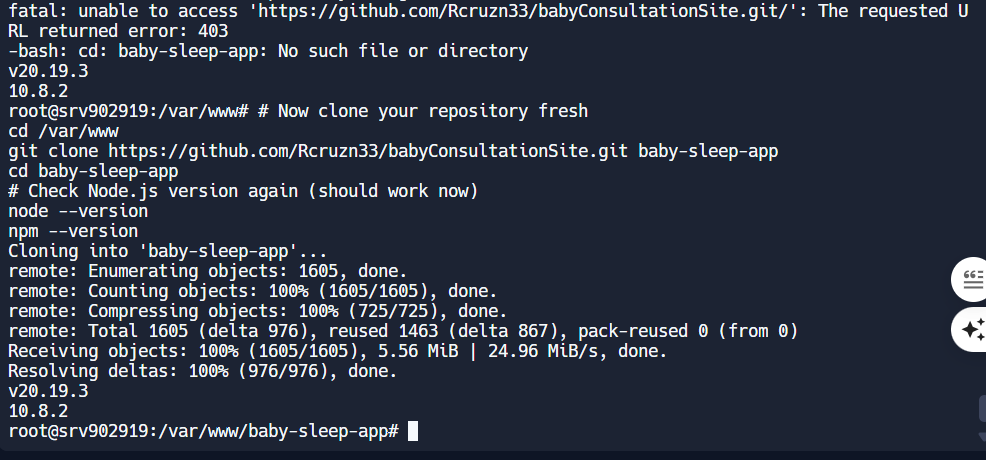 fatal: unable to access 'https://github.com/Rcruzn33/babyConsultationSite.git/': The requested U
RL returned error: 403
-bash: cd: baby-sleep-app: No such file or directory
v20.19.3
10.8.2
root@srv902919:/var/www# # Now clone your repository fresh
cd /var/www
git clone https://github.com/Rcruzn33/babyConsultationSite.git baby-sleep-app
cd baby-sleep-app
# Check Node.js version again (should work now)
node --version
npm --version
Cloning into 'baby-sleep-app'...
remote: Enumerating objects: 1605, done.
remote: Counting objects: 100% (1605/1605), done.
remote: Compressing objects: 100% (725/725), done.
remote: Total 1605 (delta 976), reused 1463 (delta 867), pack-reused 0 (from 0)
Receiving objects: 100% (1605/1605), 5.56 MiB | 24.96 MiB/s, done.
Resolving deltas: 100% (976/976), done.
v20.19.3
10.8.2
root@srv902919:/var/www/baby-sleep-app#